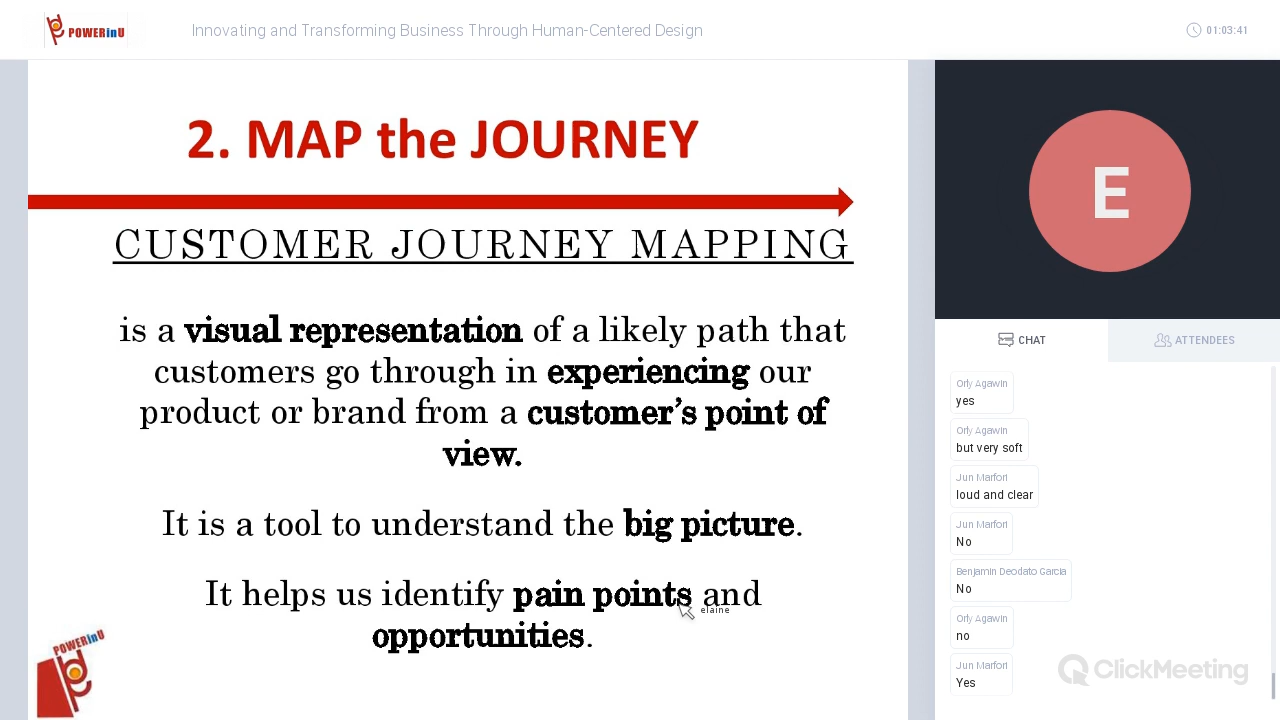 POWERinU
Innovating and Transforming Business Through Human-Centered Design
01:03:41
2. MAP the JOURNEY
CUSTOMER JOURNEY MAPPING
is a visual representation of a likely path that
customers go through in experiencing our
product or brand from a customer’s point of
view.
It is a tool to understand the big picture.
It helps us identify pain points and
opportunities.
elaine
POWERinU
E
CHAT
ATTENDEES
Orly Agawin
yes
Orly Agawin
but very soft
Jun Marfori
loud and clear
Jun Marfori
No
Benjamin Deodato Garcia
No
Orly Agawin
no
Jun Marfori
Yes
ClickMeeting